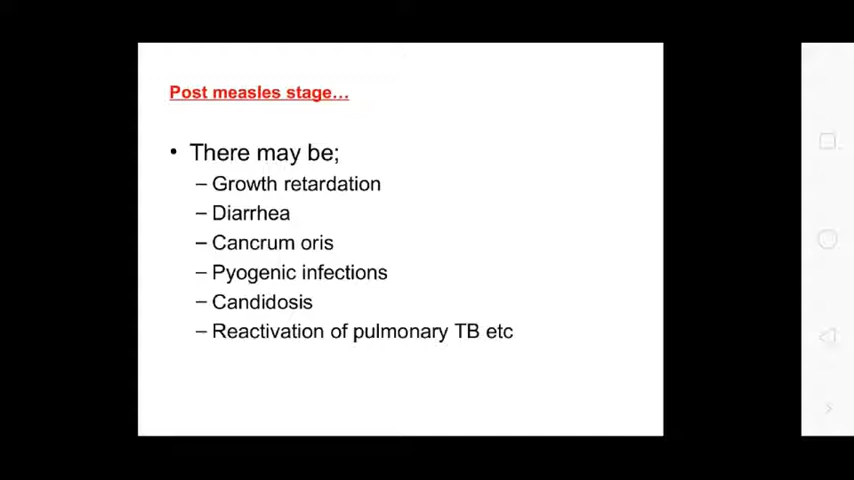 Post measles stage…
• There may be;
– Growth retardation
– Diarrhea
– Cancrum oris
– Pyogenic infections
– Candidosis
– Reactivation of pulmonary TB etc